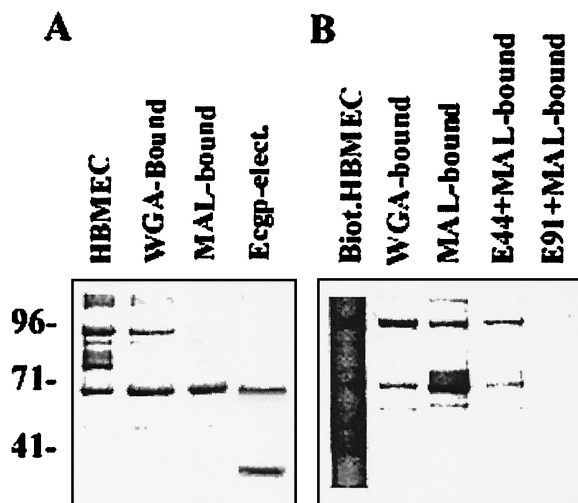 A
HBMEC
WGA-Bound
MAL-bound
Ecgp-elect.
B
Biot.HBMEC
WGA-bound
MAL-bound
E44+MAL-bound
E91+MAL-bound
96-
71-
41-